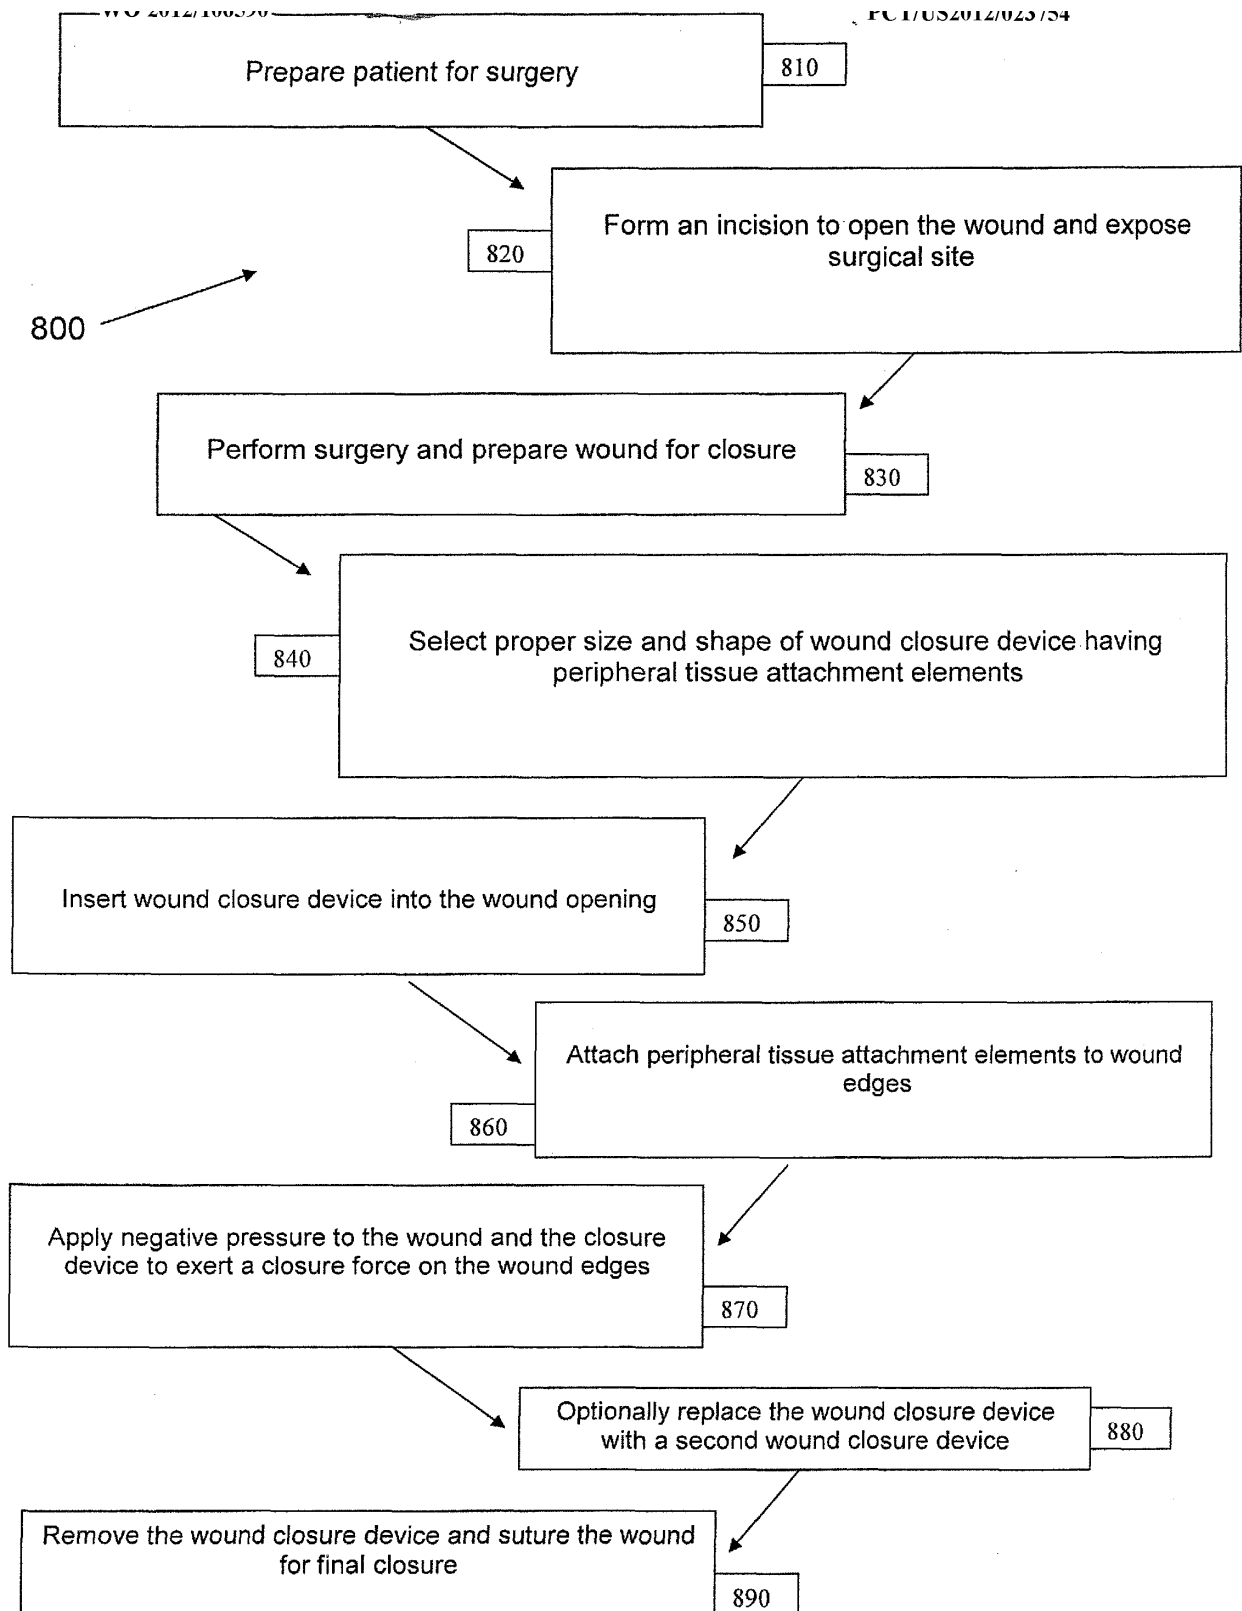 Prepare patient for surgery
810
Form an incision to open the wound and expose
surgical site
820
800
Perform surgery and prepare wound for closure
830
Select proper size and shape of wound closure device having
peripheral tissue attachment elements
840
Insert wound closure device into the wound opening
850
Attach peripheral tissue attachment elements to wound
edges
860
Apply negative pressure to the wound and the closure
device to exert a closure force on the wound edges
870
Optionally replace the wound closure device
with a second wound closure device
880
Remove the wound closure device and suture the wound
for final closure
890